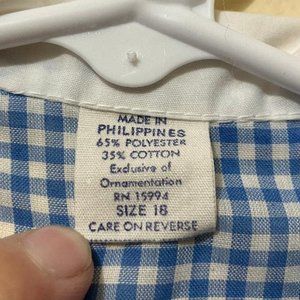 MADE IN
PHILIPPINES
65% POLYESTER
35% COTTON
Exclusive of
Ornamentation
RN 15994
SIZE 18
CARE ON REVERSE